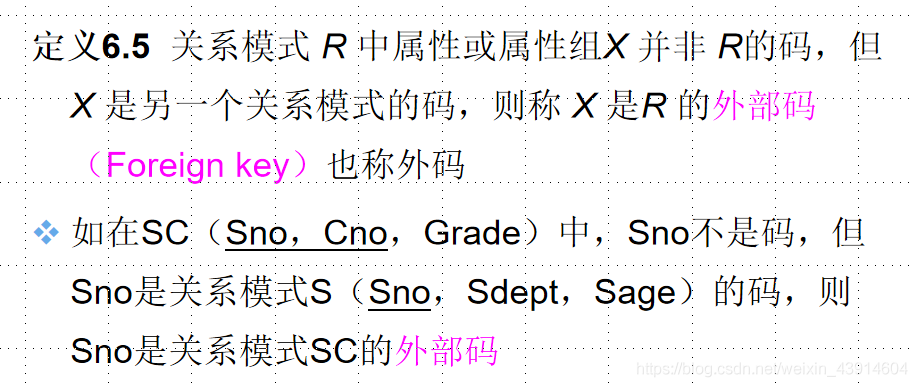 定义6.5 关系模式 R 中属性或属性组X 并非 R的码，但
X 是另一个关系模式的码，则称 X 是R 的外部码
（Foreign key）也称外码
如在SC（Sno，Cno，Grade）中，Sno不是码，但
Sno是关系模式S（Sno，Sdept，Sage）的码，则
Sno是关系模式SC的外部码
https://blog.csdn.net/weixin_43914604